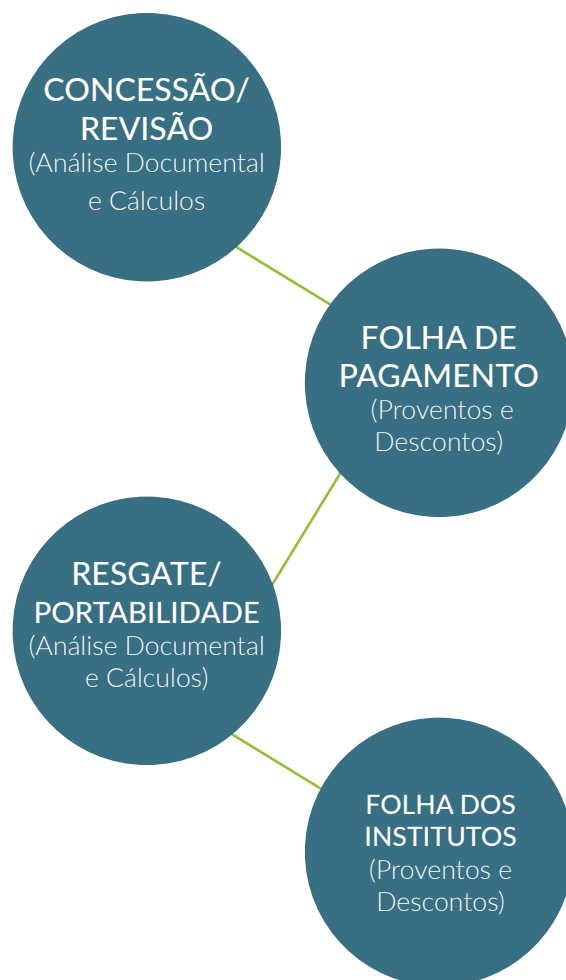 CONCESSÃO/
REVISÃO
(Análise Documental
e Cálculos
FOLHA DE
PAGAMENTO
(Proventos e
Descontos)
RESGATE/
PORTABILIDADE
(Análise Documental
e Cálculos)
FOLHA DOS
INSTITUTOS
(Proventos e
Descontos)